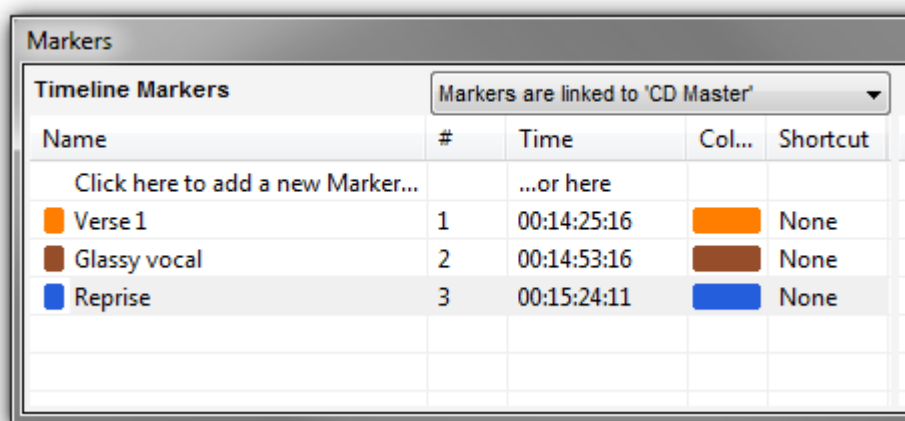 Markers
Timeline Markers Markers are linked to 'CD Master'
Name # Time Col... Shortcut
Click here to add a new Marker... ...or here
Verse 1 1 00:14:25:16 None
Glassy vocal 2 00:14:53:16 None
Reprise 3 00:15:24:11 None